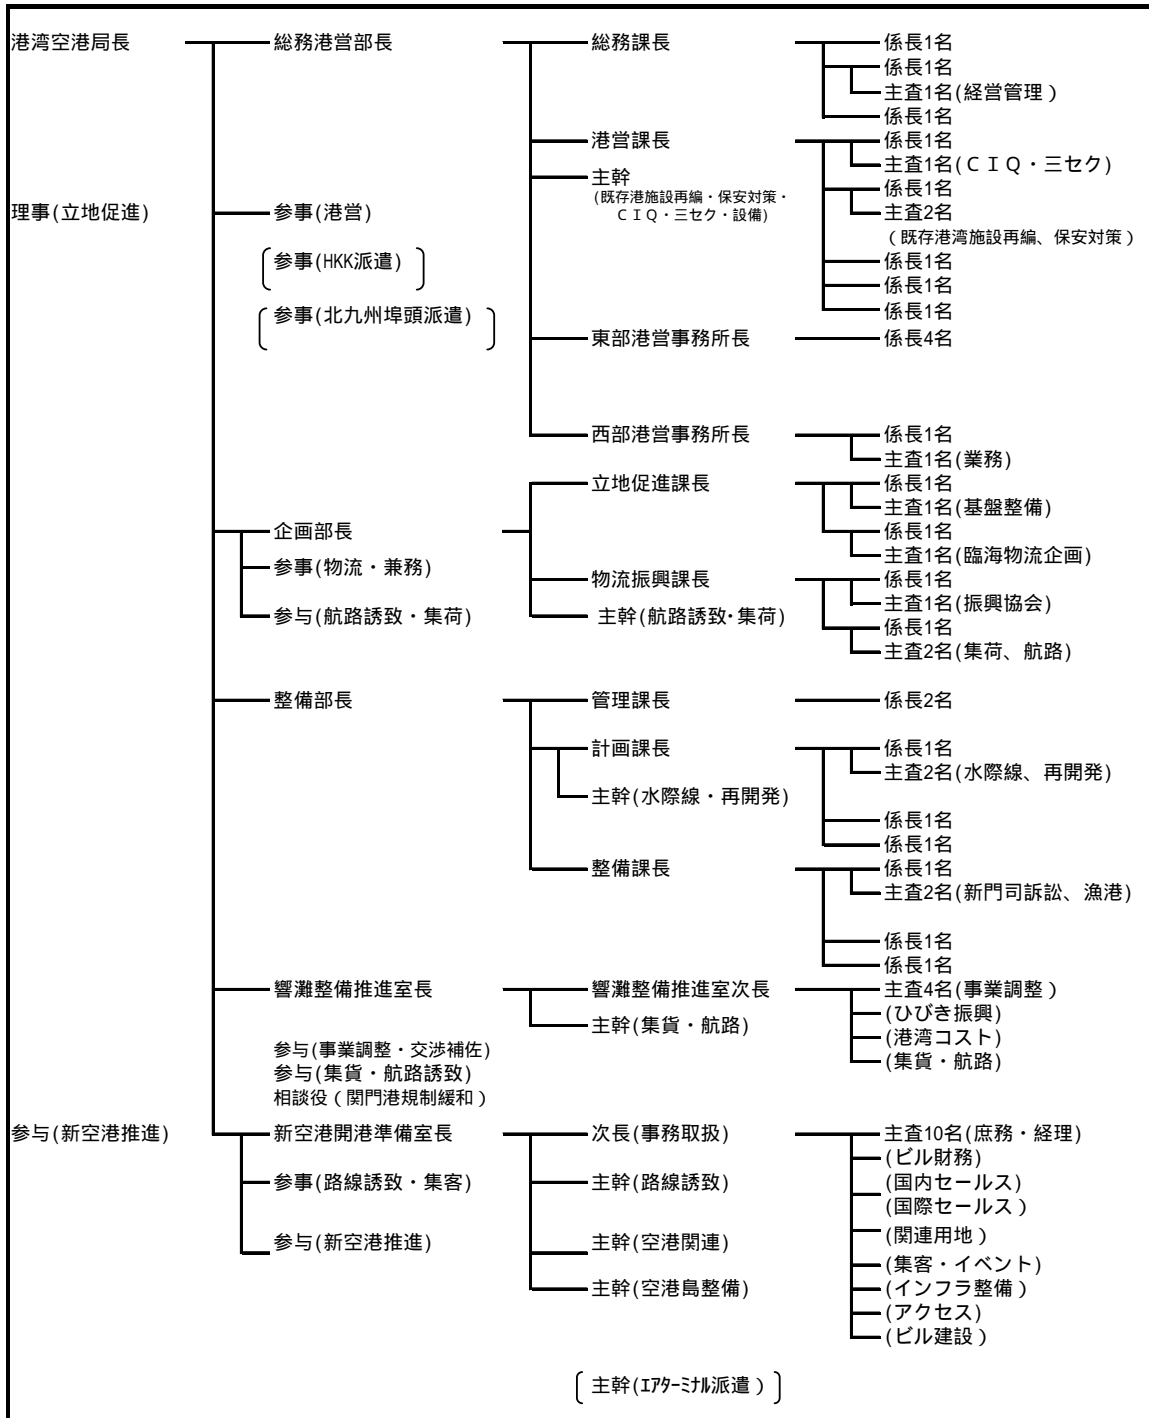 港湾空港局長 総務港営部長 総務課長 係長1名
係長1名
主査1名(経営管理)
係長1名
港営課長 係長1名
主査1名(CIQ・三セク)
主幹 係長1名
(既存港施設再編・保安対策・
CIQ・三セク・設備)
理事(立地促進) 参事(港営) 主査2名
(既存港湾施設再編、保安対策)
参事(HKK派遣) 係長1名
係長1名
参事(北九州埠頭派遣) 係長1名
東部港営事務所長 係長4名
西部港営事務所長 係長1名
主査1名(業務)
立地促進課長 係長1名
主査1名(基盤整備)
企画部長 係長1名
主査1名(臨海物流企画)
参事(物流・兼務) 物流振興課長 係長1名
主査1名(振興協会)
参与(航路誘致・集荷) 主幹(航路誘致・集荷) 係長1名
主査2名(集荷、航路)
整備部長 管理課長 係長2名
計画課長 係長1名
主査2名(水際線、再開発)
主幹(水際線・再開発)
係長1名
係長1名
整備課長 係長1名
主査2名(新門司訴訟、漁港)
係長1名
係長1名
響灘整備推進室長 響灘整備推進室次長 主査4名(事業調整)
(ひびき振興)
主幹(集貨・航路)
(港湾コスト)
参与(事業調整・交渉補佐) (集貨・航路)
参与(集貨・航路誘致)
相談役(関門港規制緩和)
参与(新空港推進) 新空港開港準備室長 次長(事務取扱) 主査10名(庶務・経理)
(ビル財務)
参事(路線誘致・集客) 主幹(路線誘致) (国内セールス)
(国際セールス)
(関連用地)
参与(新空港推進) 主幹(空港関連)
(集客・イベント)
主幹(空港島整備) (インフラ整備)
(アクセス)
(ビル建設)
主幹(ｴｱﾀｰﾐﾅﾙ派遣)